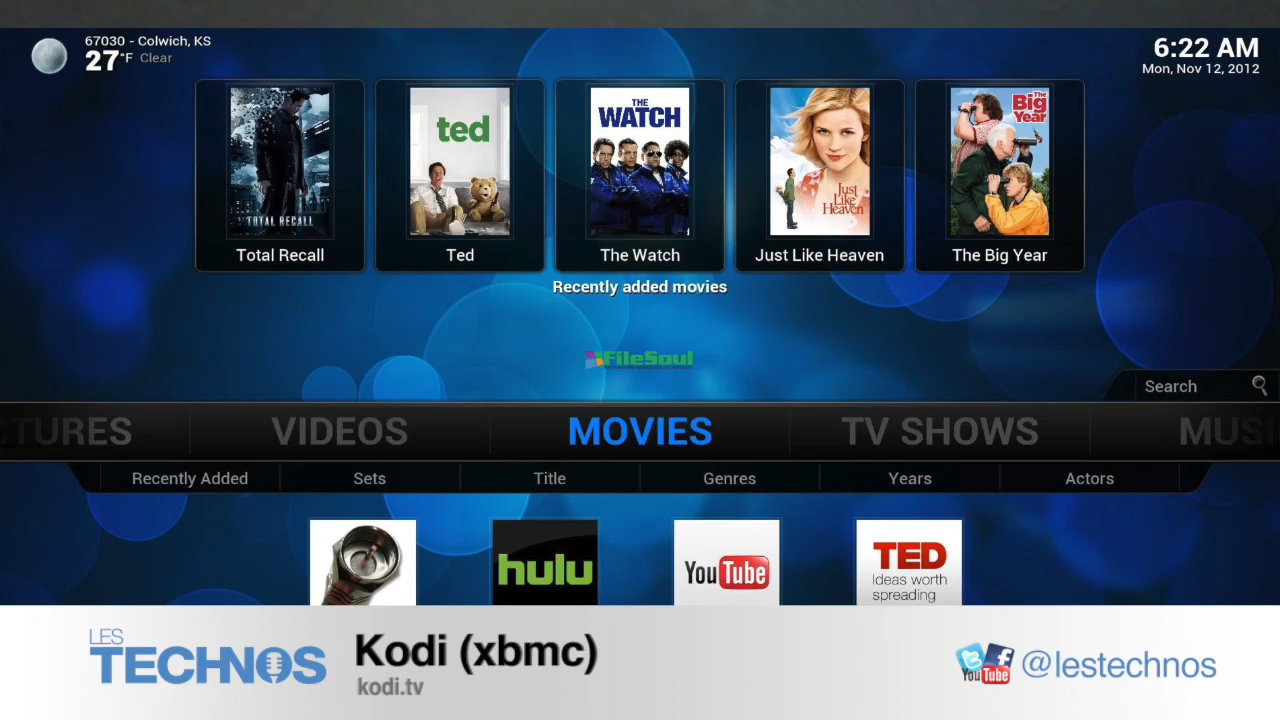 67030 - Colwich, KS
27°F Clear
6:22 AM
Mon, Nov 12, 2012
TOTAL RECALL
ted
THE
WATCH
Just
Like
Heaven
The
Big
Year
Total Recall
Ted
The Watch
Just Like Heaven
The Big Year
Recently added movies
FileSoul
Search
CTURES
VIDEOS
MOVIES
TV SHOWS
MUS
Recently Added
Sets
Title
Genres
Years
Actors
hulu
YouTube
TED
Ideas worth
spreading
LES
TECHNOS
Kodi (xbmc)
kodi.tv
YouTube
@lestechnos